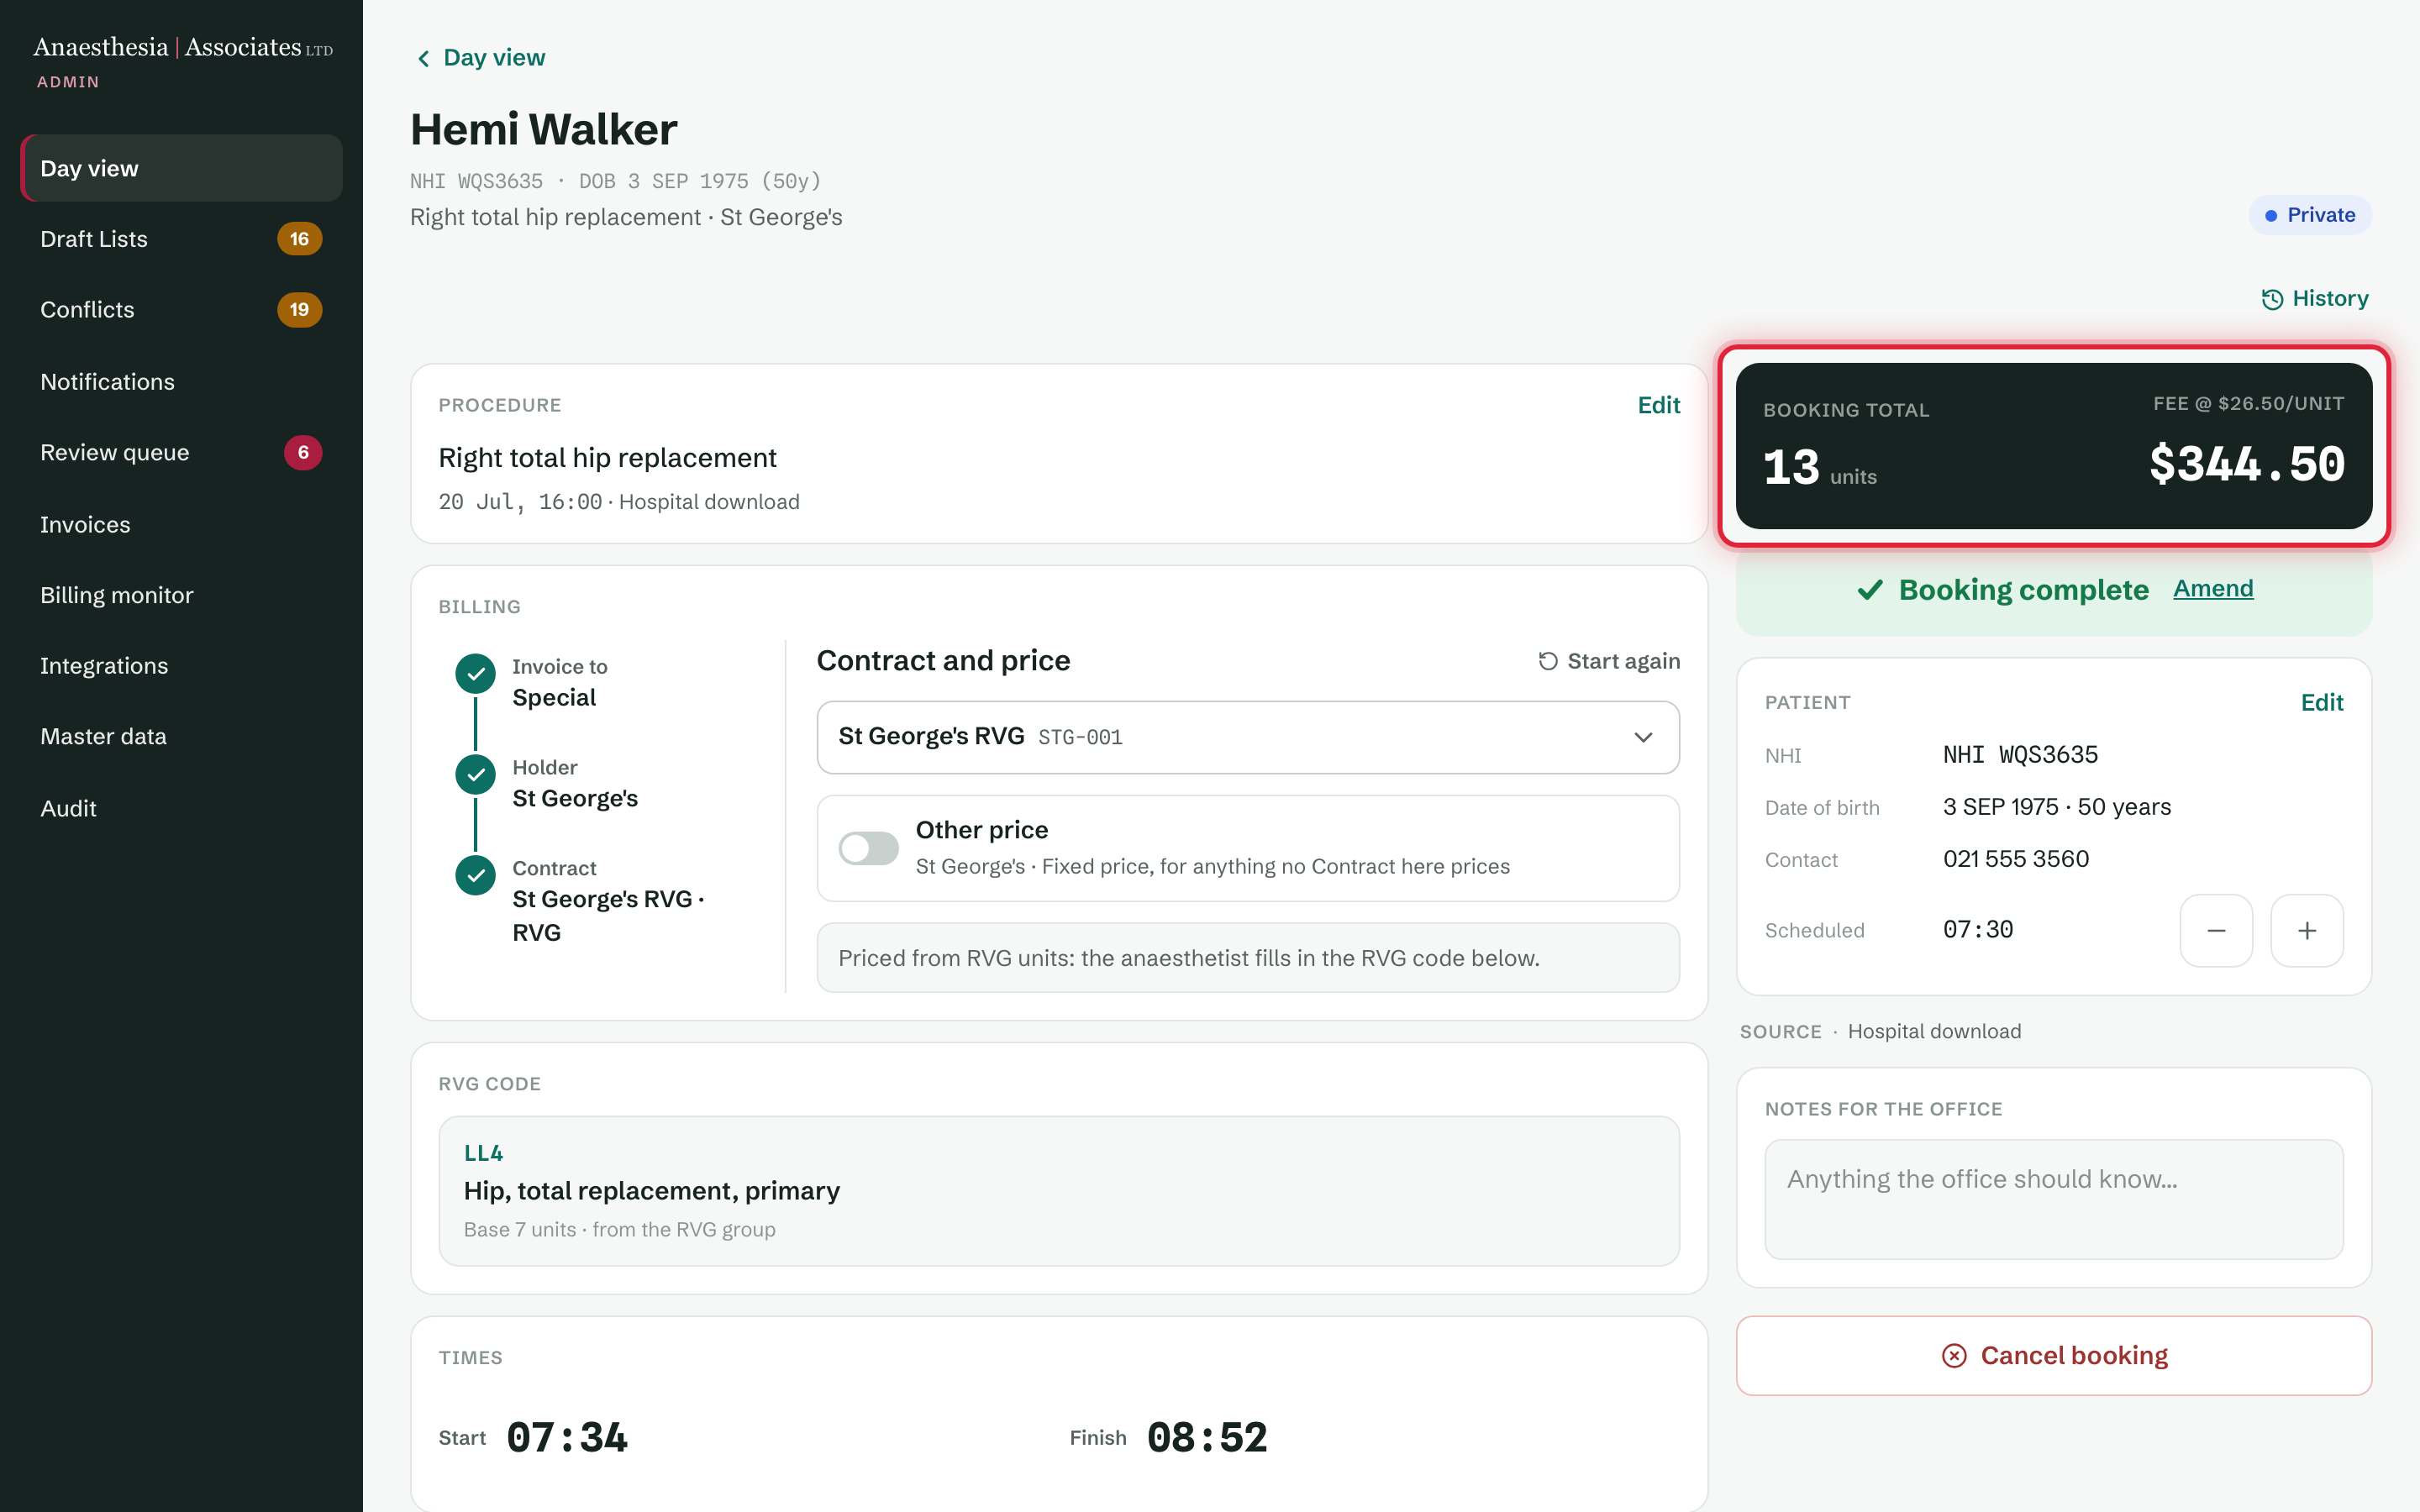 Anaesthesia | Associates LTD
ADMIN
Day view
Draft Lists 16
Conflicts 19
Notifications
Review queue 6
Invoices
Billing monitor
Integrations
Master data
Audit
Day view
Hemi Walker
NHI WQS3635 · DOB 3 SEP 1975 (50y)
Right total hip replacement · St George's
Private
History
PROCEDURE Edit
Right total hip replacement
20 Jul, 16:00 · Hospital download
BILLING
Invoice to
Special
Holder
St George's
Contract
St George's RVG ·
RVG
Contract and price Start again
St George's RVG STG-001
Other price
St George's · Fixed price, for anything no Contract here prices
Priced from RVG units: the anaesthetist fills in the RVG code below.
RVG CODE
LL4
Hip, total replacement, primary
Base 7 units · from the RVG group
TIMES
Start 07:34 Finish 08:52
BOOKING TOTAL FEE @ $26.50/UNIT
13 units $344.50
Booking complete Amend
PATIENT Edit
NHI NHI WQS3635
Date of birth 3 SEP 1975 · 50 years
Contact 021 555 3560
Scheduled 07:30 − +
SOURCE · Hospital download
NOTES FOR THE OFFICE
Anything the office should know...
Cancel booking